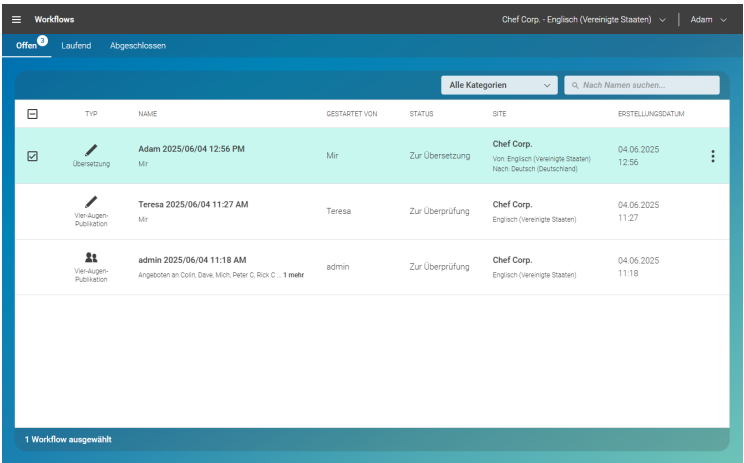 Workflows
Chef Corp. - Englisch (Vereinigte Staaten)
Adam
Offen 3
Laufend
Abgeschlossen
Alle Kategorien
Nach Namen suchen...
TYP
NAME
GESTARTET VON
STATUS
SITE
ERSTELLUNGSDATUM
Übersetzung
Adam 2025/06/04 12:56 PM
Mir
Mir
Zur Übersetzung
Chef Corp.
Von: Englisch (Vereinigte Staaten)
Nach: Deutsch (Deutschland)
04.06.2025
12:56
Vier-Augen-
Publikation
Teresa 2025/06/04 11:27 AM
Mir
Teresa
Zur Überprüfung
Chef Corp.
Englisch (Vereinigte Staaten)
04.06.2025
11:27
Vier-Augen-
Publikation
admin 2025/06/04 11:18 AM
Angeboten an Colin, Dave, Mich, Peter C, Rick C ... 1 mehr
admin
Zur Überprüfung
Chef Corp.
Englisch (Vereinigte Staaten)
04.06.2025
11:18
1 Workflow ausgewählt